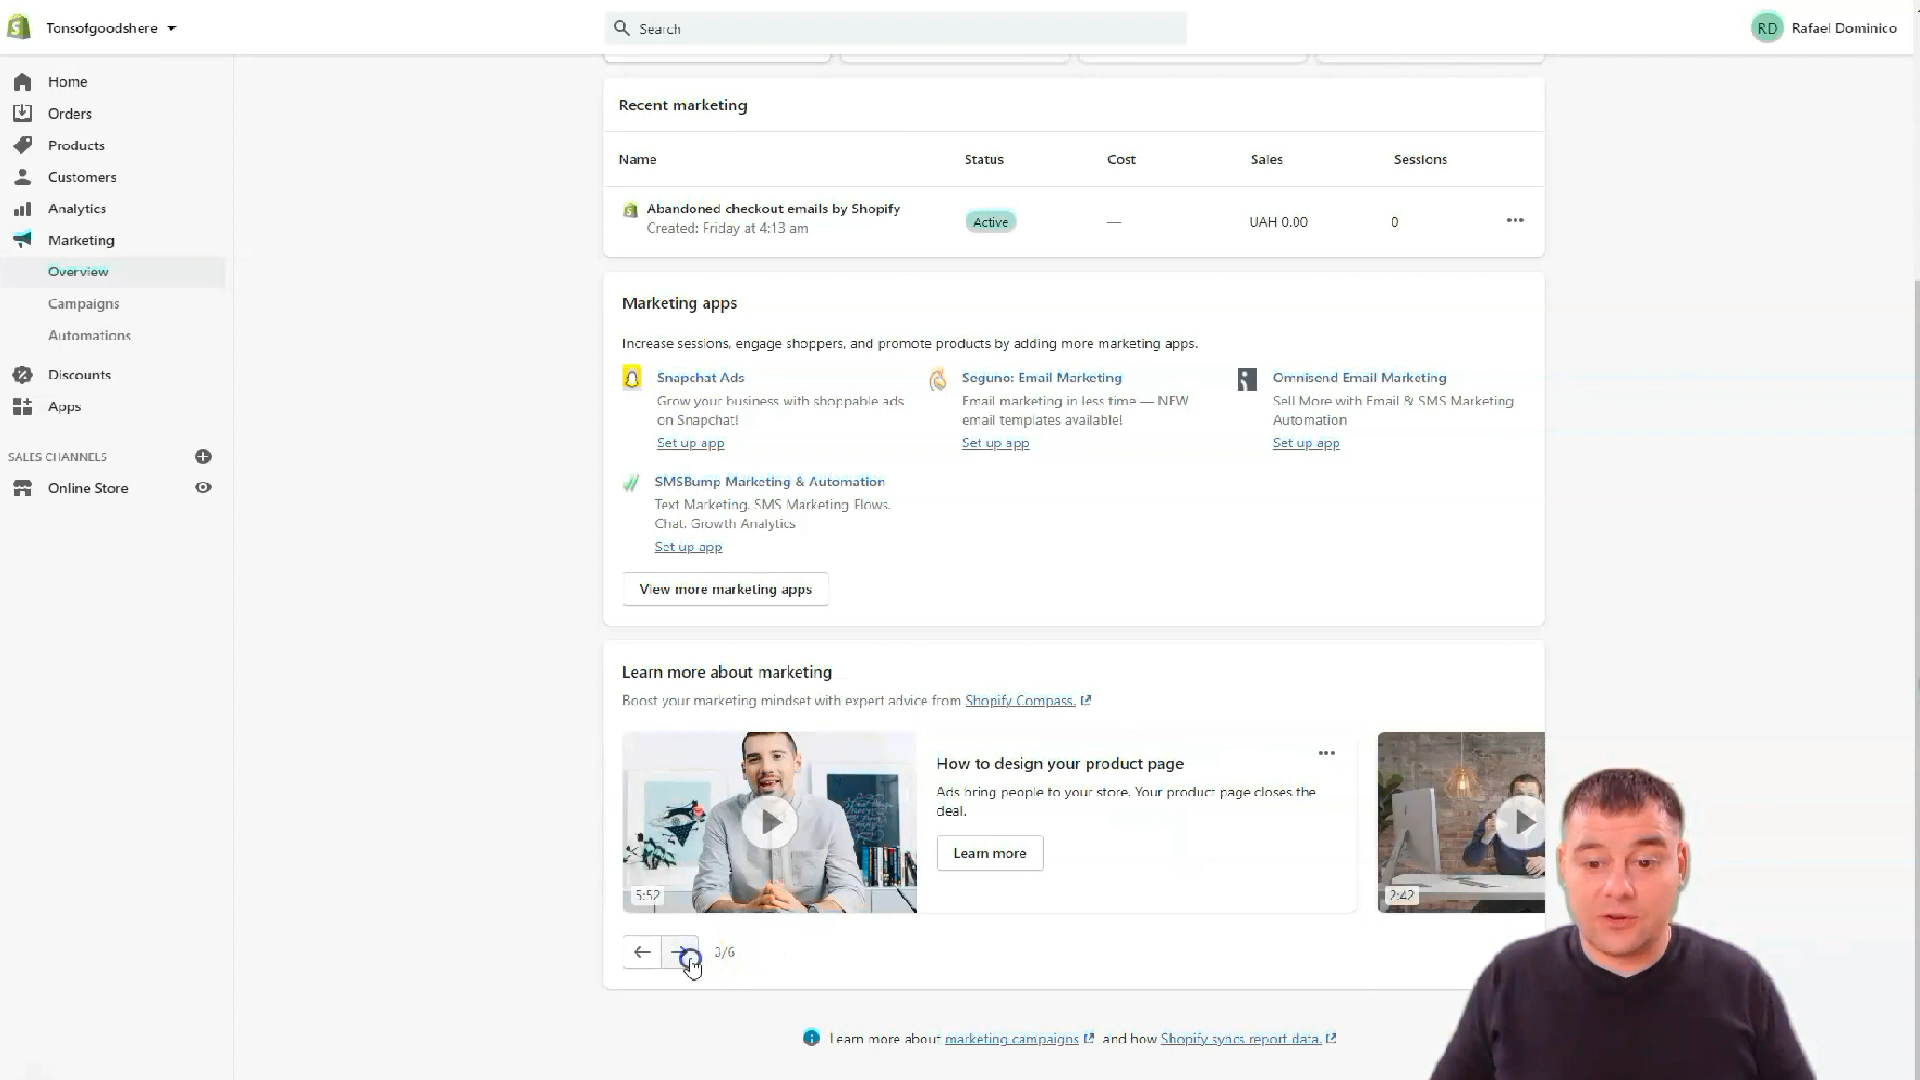 Tonsofgoodshere
Search
RD Rafael Dominico
Home
Orders
Products
Customers
Analytics
Marketing
Overview
Campaigns
Automations
Discounts
Apps
SALES CHANNELS
Online Store
Recent marketing
Name Status Cost Sales Sessions
Abandoned checkout emails by Shopify
Created: Friday at 4:13 am
Active — UAH 0.00 0
Marketing apps
Increase sessions, engage shoppers, and promote products by adding more marketing apps.
Snapchat Ads
Grow your business with shoppable ads
on Snapchat!
Set up app
Seguno: Email Marketing
Email marketing in less time — NEW
email templates available!
Set up app
Omnisend Email Marketing
Sell More with Email & SMS Marketing
Automation
Set up app
SMSBump Marketing & Automation
Text Marketing, SMS Marketing Flows,
Chat, Growth Analytics
Set up app
View more marketing apps
Learn more about marketing
Boost your marketing mindset with expert advice from Shopify Compass.
How to design your product page
Ads bring people to your store. Your product page closes the
deal.
Learn more
5:52
2:42
3/6
Learn more about marketing campaigns and how Shopify syncs report data.